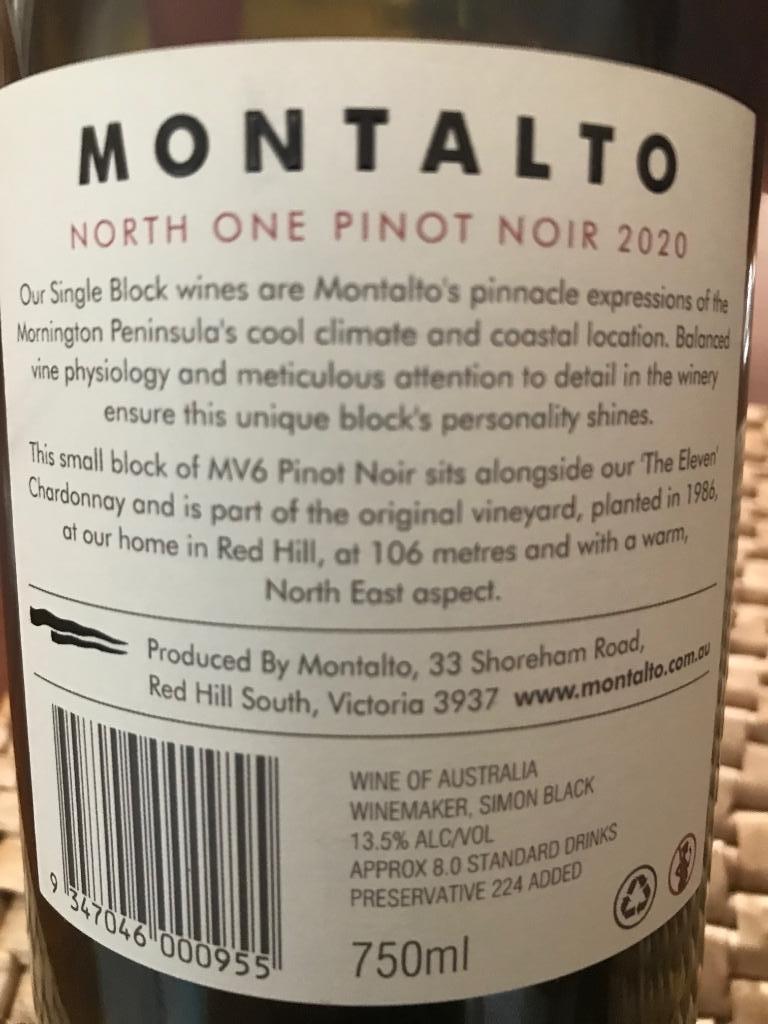 MONTALTO
NORTH ONE PINOT NOIR 2020
Our Single Block wines are Montalto's pinnacle expressions of the
Mornington Peninsula's cool climate and coastal location. Balanced
vine physiology and meticulous attention to detail in the winery
ensure this unique block's personality shines.
This small block of MV6 Pinot Noir sits alongside our 'The Eleven'
Chardonnay and is part of the original vineyard, planted in 1986,
at our home in Red Hill, at 106 metres and with a warm,
North East aspect.
Produced By Montalto, 33 Shoreham Road,
Red Hill South, Victoria 3937 www.montalto.com.au
WINE OF AUSTRALIA
WINEMAKER, SIMON BLACK
13.5% ALC/VOL
APPROX 8.0 STANDARD DRINKS
PRESERVATIVE 224 ADDED
750ml
9 347046 000955